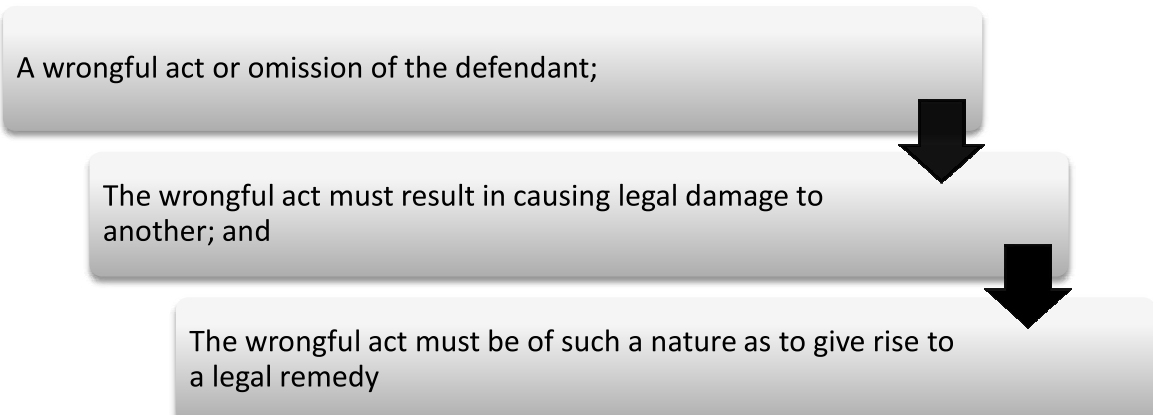 A wrongful act or omission of the defendant;
The wrongful act must result in causing legal damage to
another; and
The wrongful act must be of such a nature as to give rise to
a legal remedy